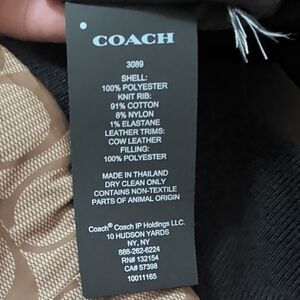 COACH
3089
SHELL:
100% POLYESTER
KNIT RIB:
91% COTTON
8% NYLON
1% ELASTANE
LEATHER TRIMS:
COW LEATHER
FILLING:
100% POLYESTER
MADE IN THAILAND
DRY CLEAN ONLY
CONTAINS NON-TEXTILE
PARTS OF ANIMAL ORIGIN
Coach® Coach IP Holdings LLC.
10 HUDSON YARDS
NY, NY
888-262-6224
RN# 132154
CA# 57398
10011165